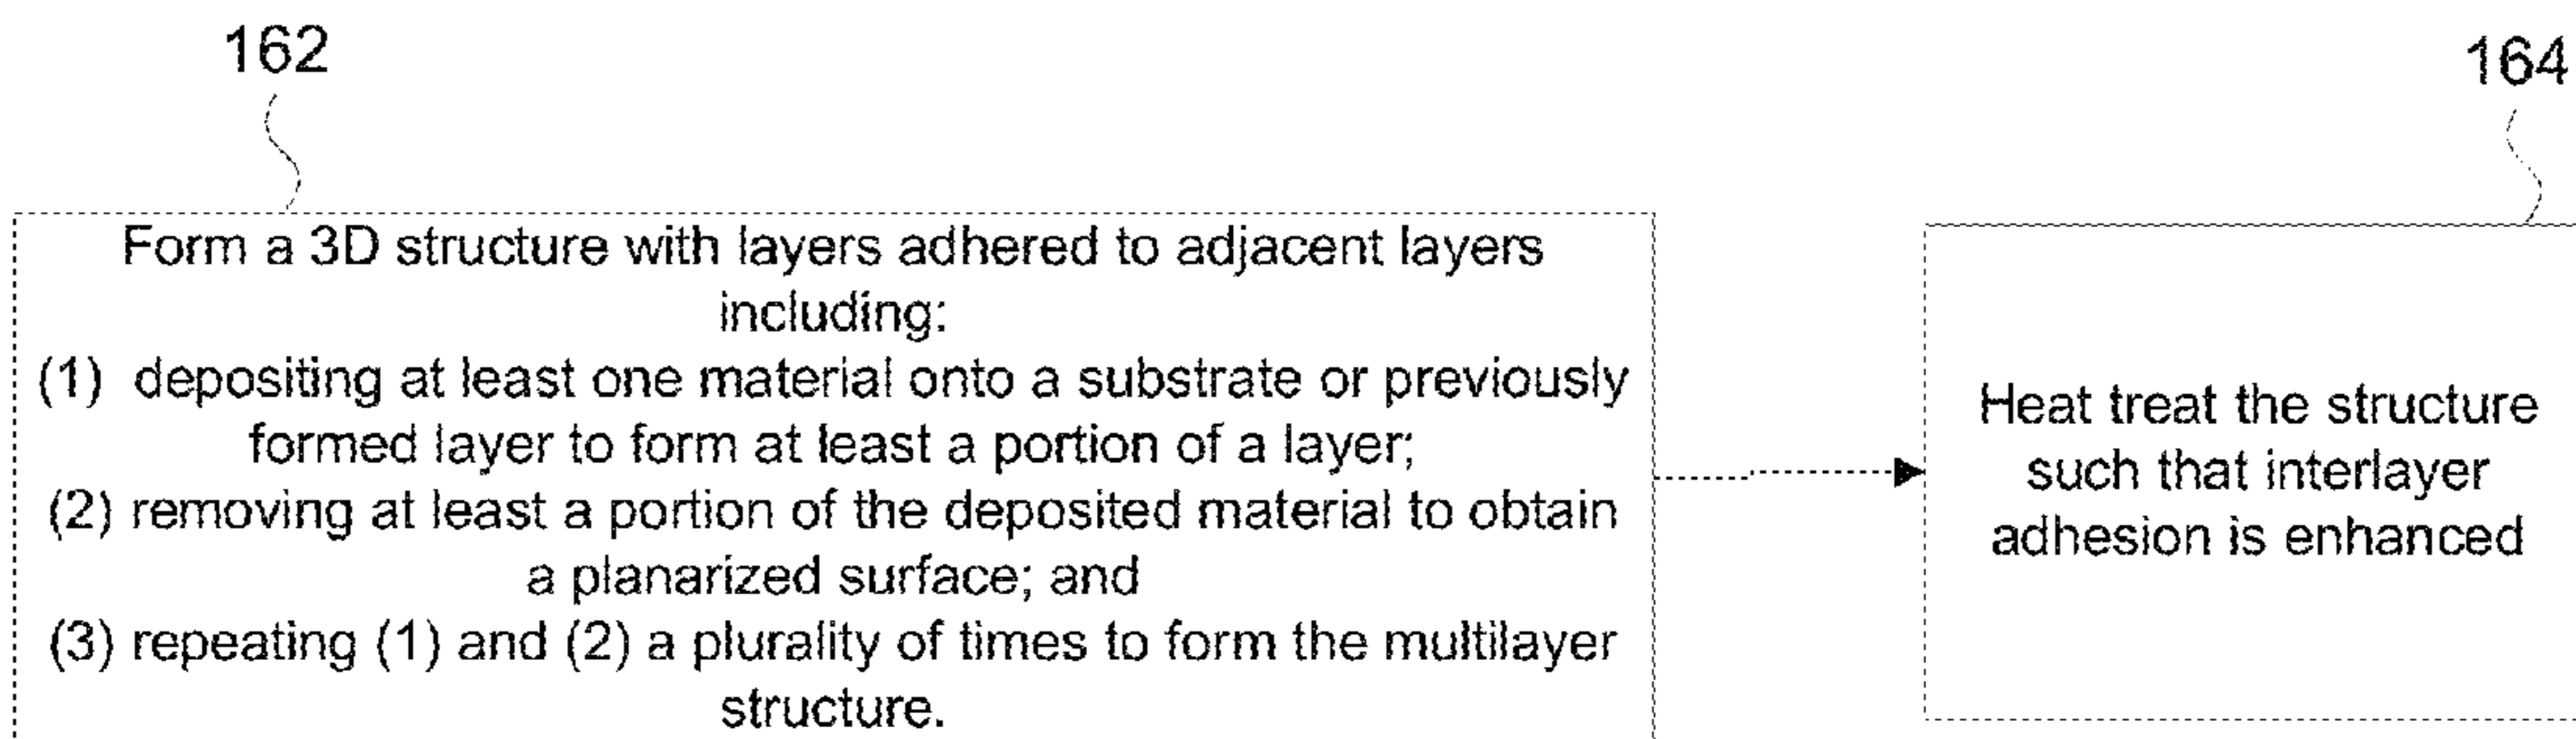 162
164
Form a 3D structure with layers adhered to adjacent layers
including:
(1) depositing at least one material onto a substrate or previously
formed layer to form at least a portion of a layer;
(2) removing at least a portion of the deposited material to obtain
a planarized surface; and
(3) repeating (1) and (2) a plurality of times to form the multilayer
structure.
Heat treat the structure
such that interlayer
adhesion is enhanced